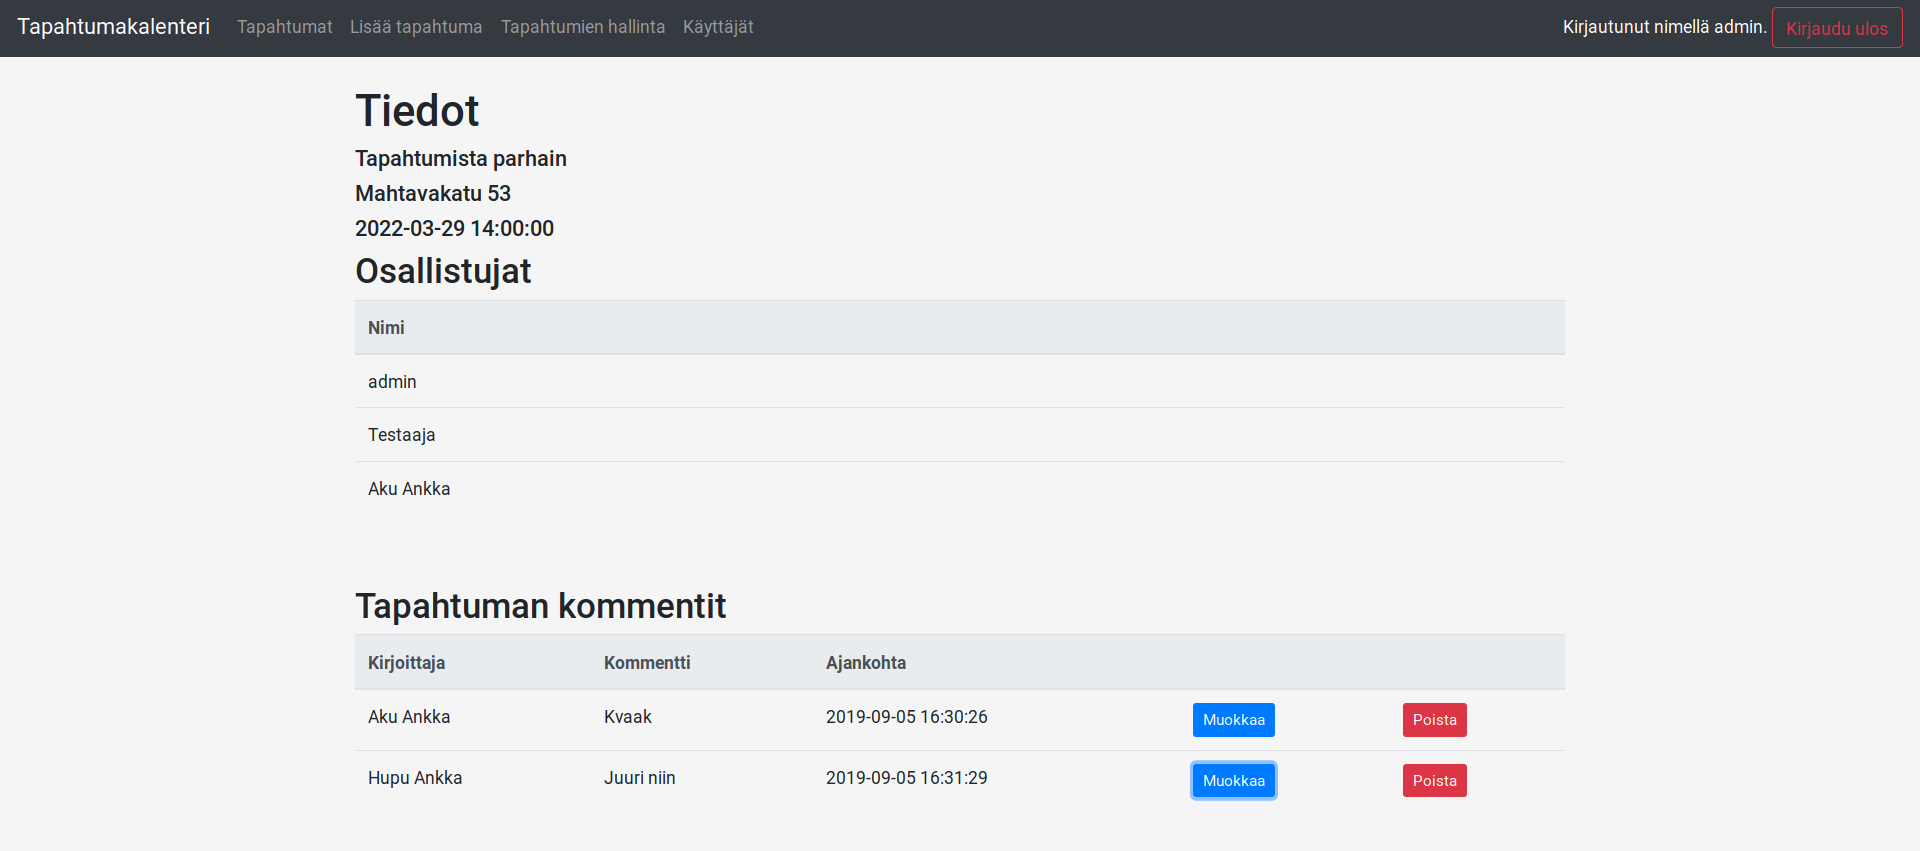 Tapahtumakalenteri Tapahtumat Lisää tapahtuma Tapahtumien hallinta Käyttäjät Kirjautunut nimellä admin. Kirjaudu ulos
Tiedot
Tapahtumista parhain
Mahtavakatu 53
2022-03-29 14:00:00
Osallistujat
Nimi
admin
Testaaja
Aku Ankka
Tapahtuman kommentit
Kirjoittaja Kommentti Ajankohta
Aku Ankka Kvaak 2019-09-05 16:30:26 Muokkaa Poista
Hupu Ankka Juuri niin 2019-09-05 16:31:29 Muokkaa Poista